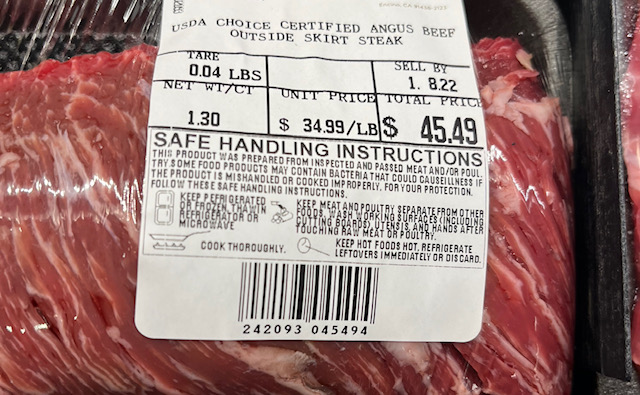 USDA CHOICE CERTIFIED ANGUS BEEF
OUTSIDE SKIRT STEAK
TARE
0.04 LBS
SELL BY
1. 8.22
NET WT/CT
UNIT PRICE
TOTAL PRICE
1.30
$ 34.99/LB
$ 45.49
SAFE HANDLING INSTRUCTIONS
THIS PRODUCT WAS PREPARED FROM INSPECTED AND PASSED MEAT AND/OR POUL
TRY. SOME FOOD PRODUCTS MAY CONTAIN BACTERIA THAT COULD CAUSE ILLNESS IF
THE PRODUCT IS MISHANDLED OR COOKED IMPROPERLY. FOR YOUR PROTECTION,
FOLLOW THESE SAFE HANDLING INSTRUCTIONS.
KEEP REFRIGERATED
OR FROZEN. THAW IN
REFRIGERATOR OR
MICROWAVE
KEEP MEAT AND POULTRY SEPARATE FROM OTHER
FOODS. WASH WORKING SURFACES (INCLUDING
CUTTING BOARDS), UTENSILS, AND HANDS AFTER
TOUCHING RAW MEAT OR POULTRY.
COOK THOROUGHLY.
KEEP HOT FOODS HOT. REFRIGERATE
LEFTOVERS IMMEDIATELY OR DISCARD.
242093 045494